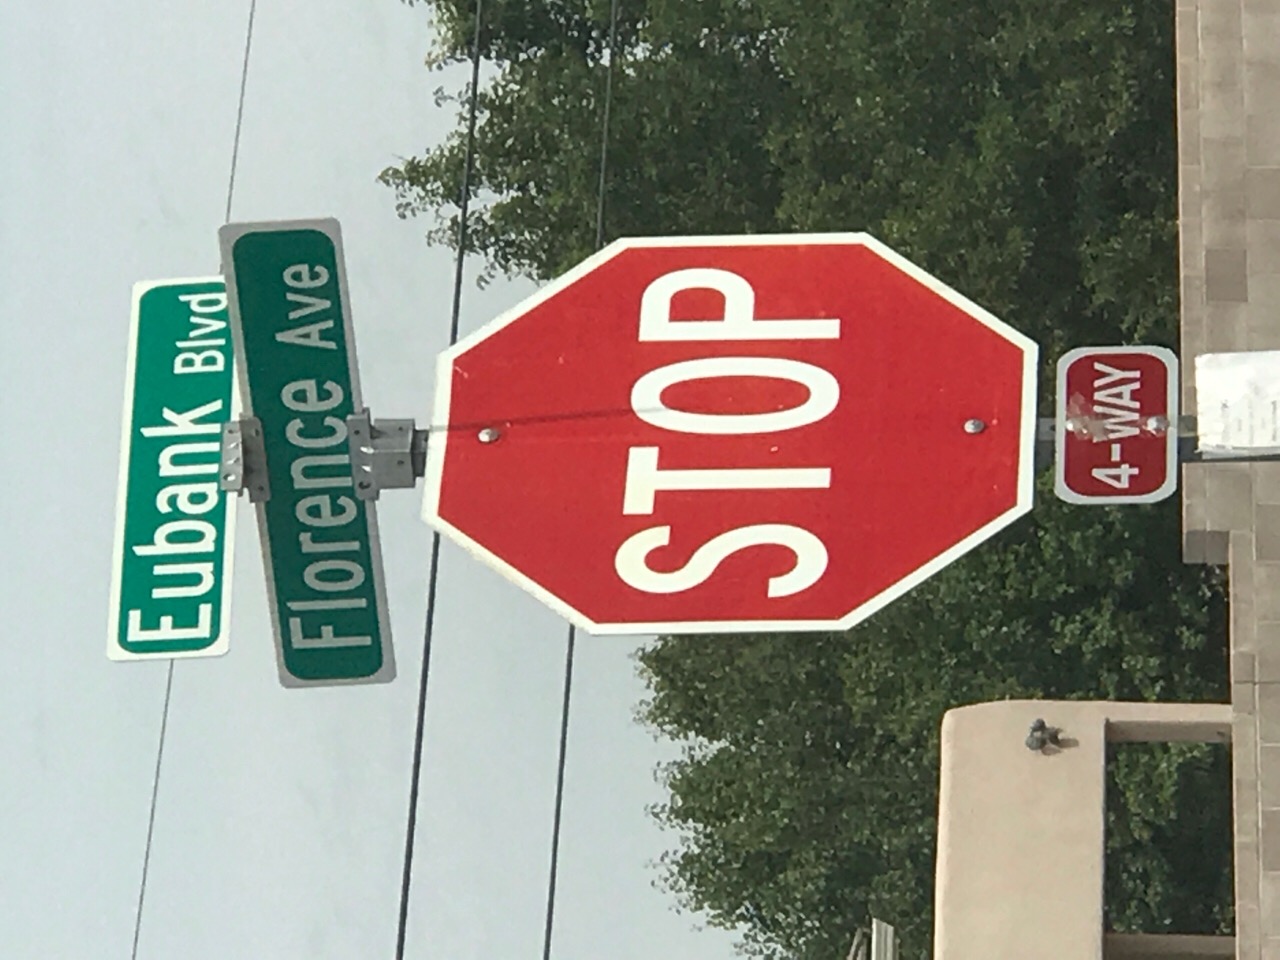 Eubank Blvd
Florence Ave
STOP
4-WAY